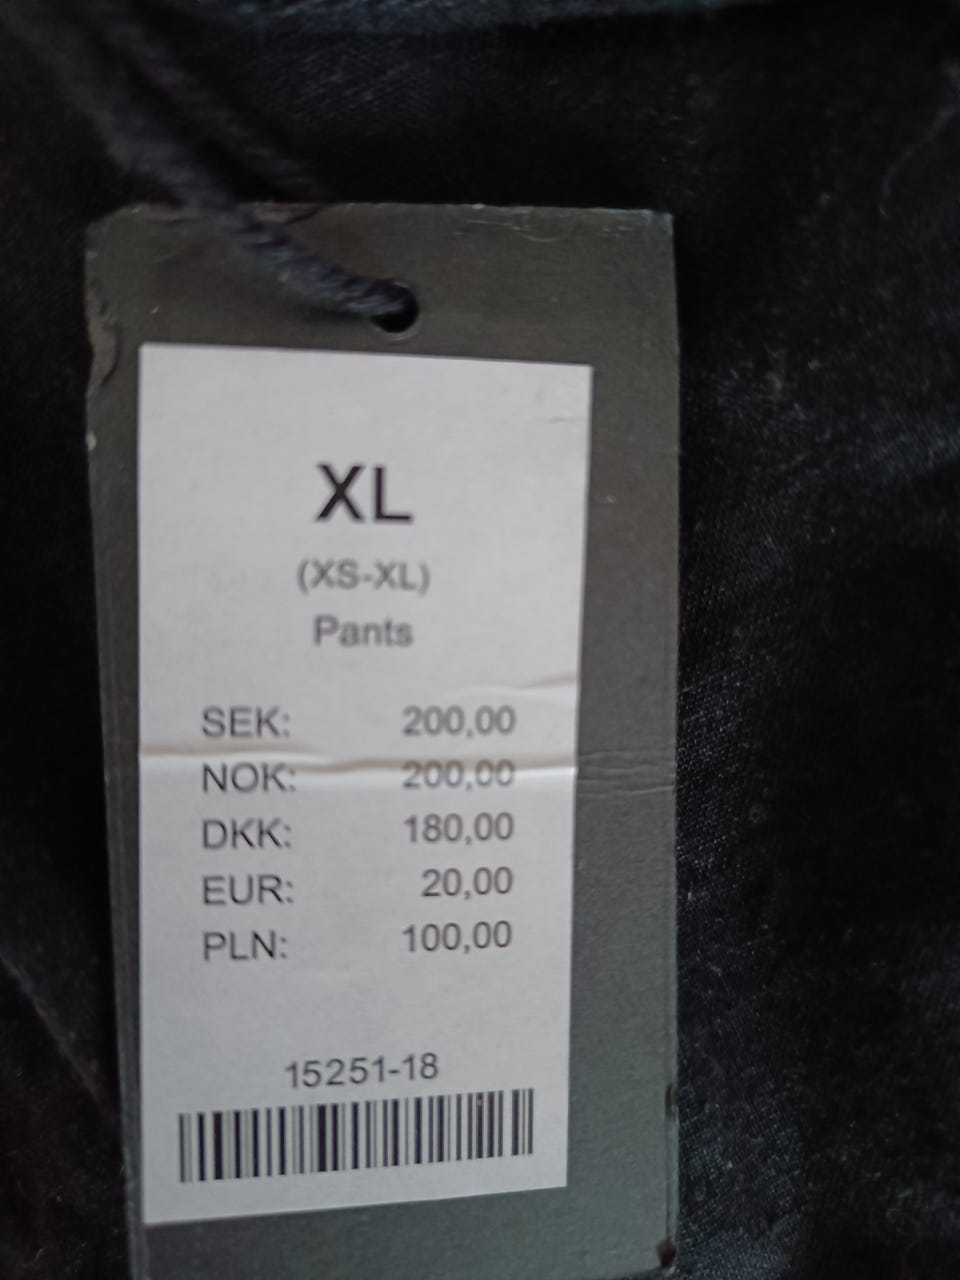 XL
(XS-XL)
Pants
SEK: 200,00
NOK: 200,00
DKK: 180,00
EUR: 20,00
PLN: 100,00
15251-18